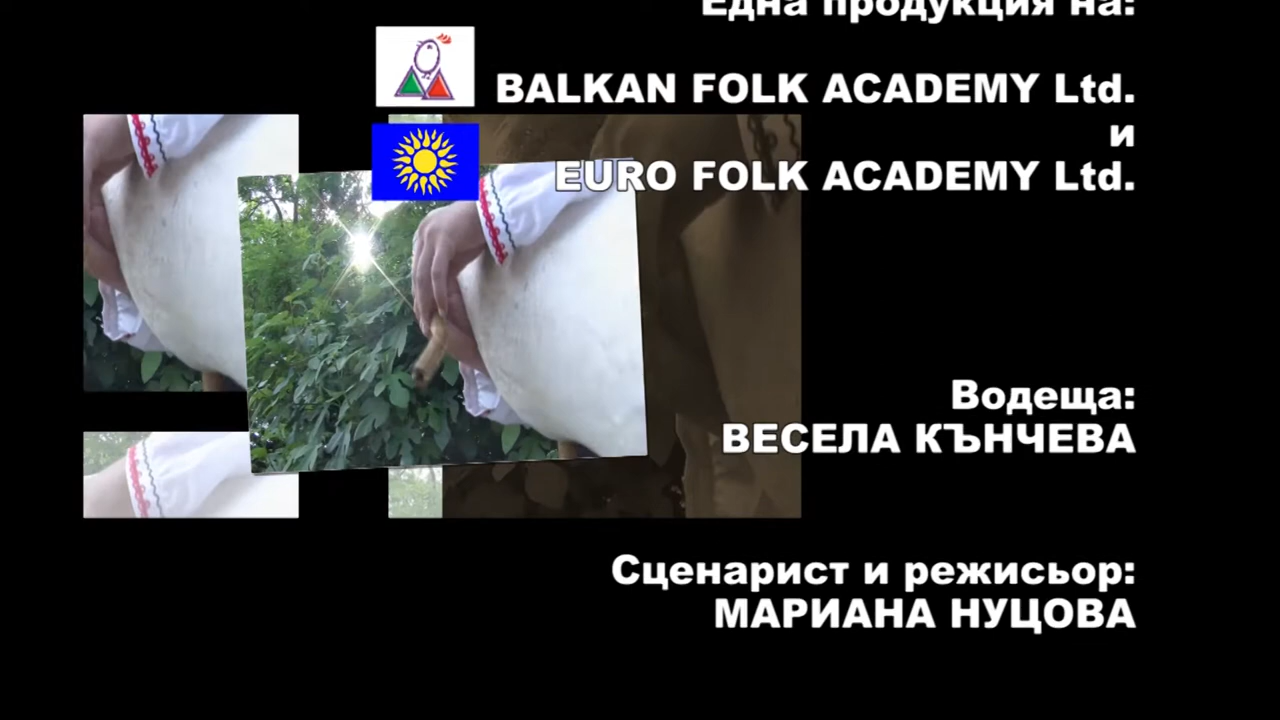 Една продукция на:
BALKAN FOLK ACADEMY Ltd.
и
EURO FOLK ACADEMY Ltd.
Водеща:
ВЕСЕЛА КЪНЧЕВА
Сценарист и режисьор:
МАРИАНА НУЦОВА